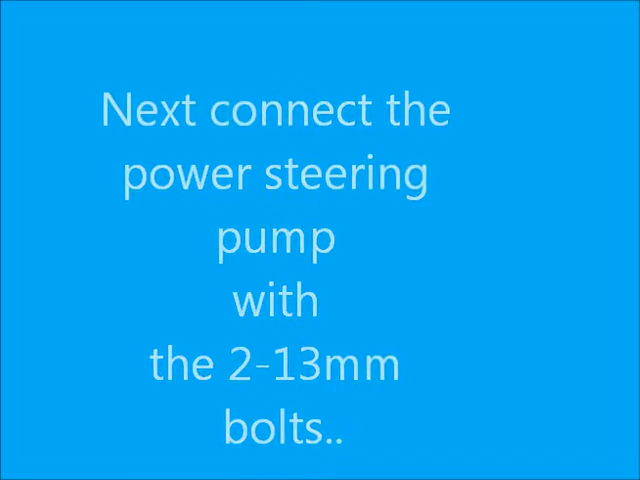 Next connect the
power steering
pump
with
the 2-13mm
bolts..